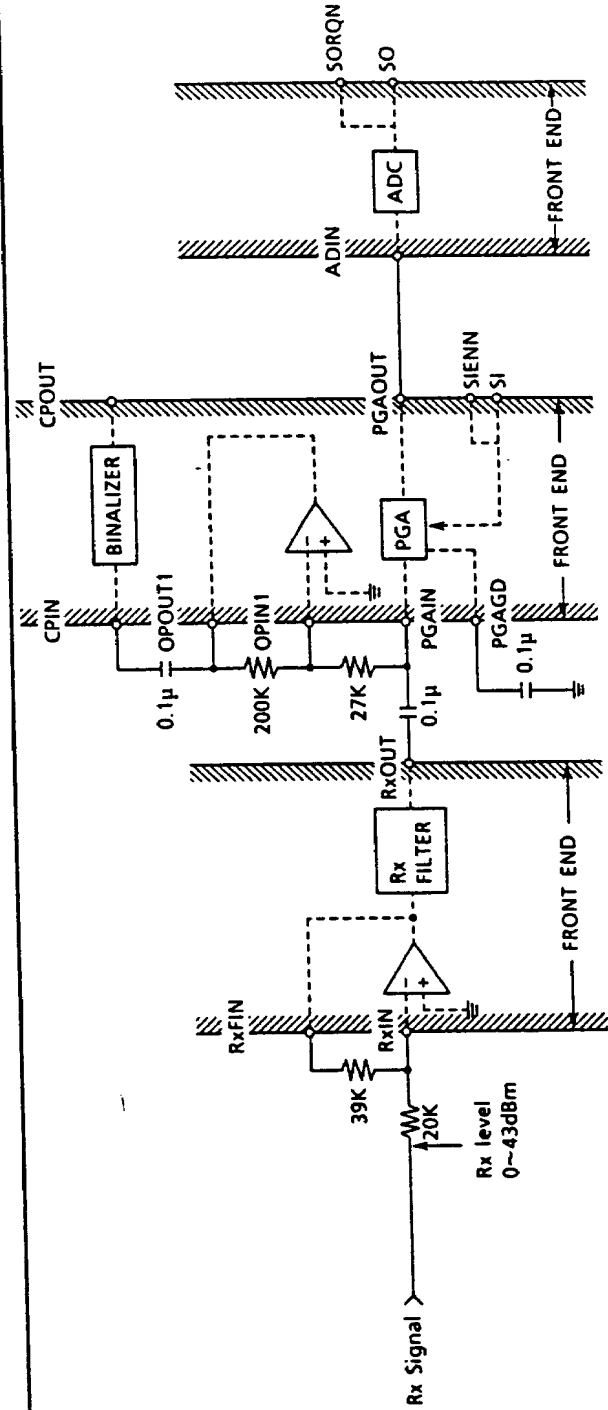 Rx Signal
Rx level
0~43dBm
20K
39K
RxFIN
RxIN
−
+
Rx
FILTER
FRONT END
RxOUT
0.1μ
27K
200K
0.1μ
CPIN
OPOUT1
OPIN1
PGAIN
PGAGD
0.1μ
BINALIZER
−
+
PGA
FRONT END
CPOUT
PGAOUT
SIENN
SI
ADIN
ADC
FRONT END
SORQN
SO